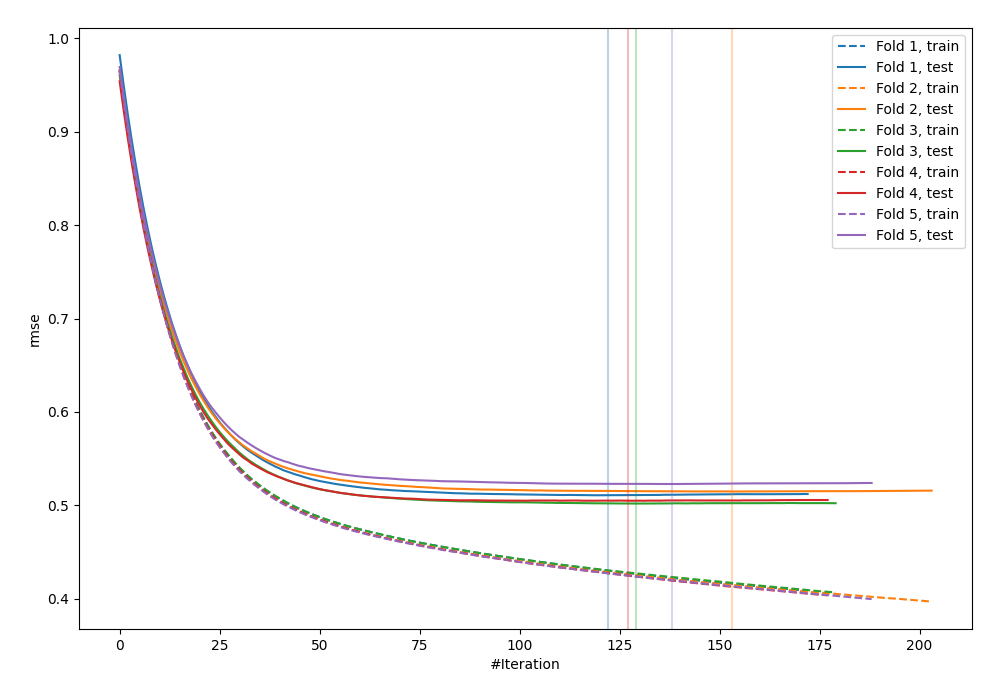 1.0
0.9
0.8
0.7
0.6
0.5
0.4
rmse
0
25
50
75
100
125
150
175
200
#Iteration
Fold 1, train
Fold 1, test
Fold 2, train
Fold 2, test
Fold 3, train
Fold 3, test
Fold 4, train
Fold 4, test
Fold 5, train
Fold 5, test